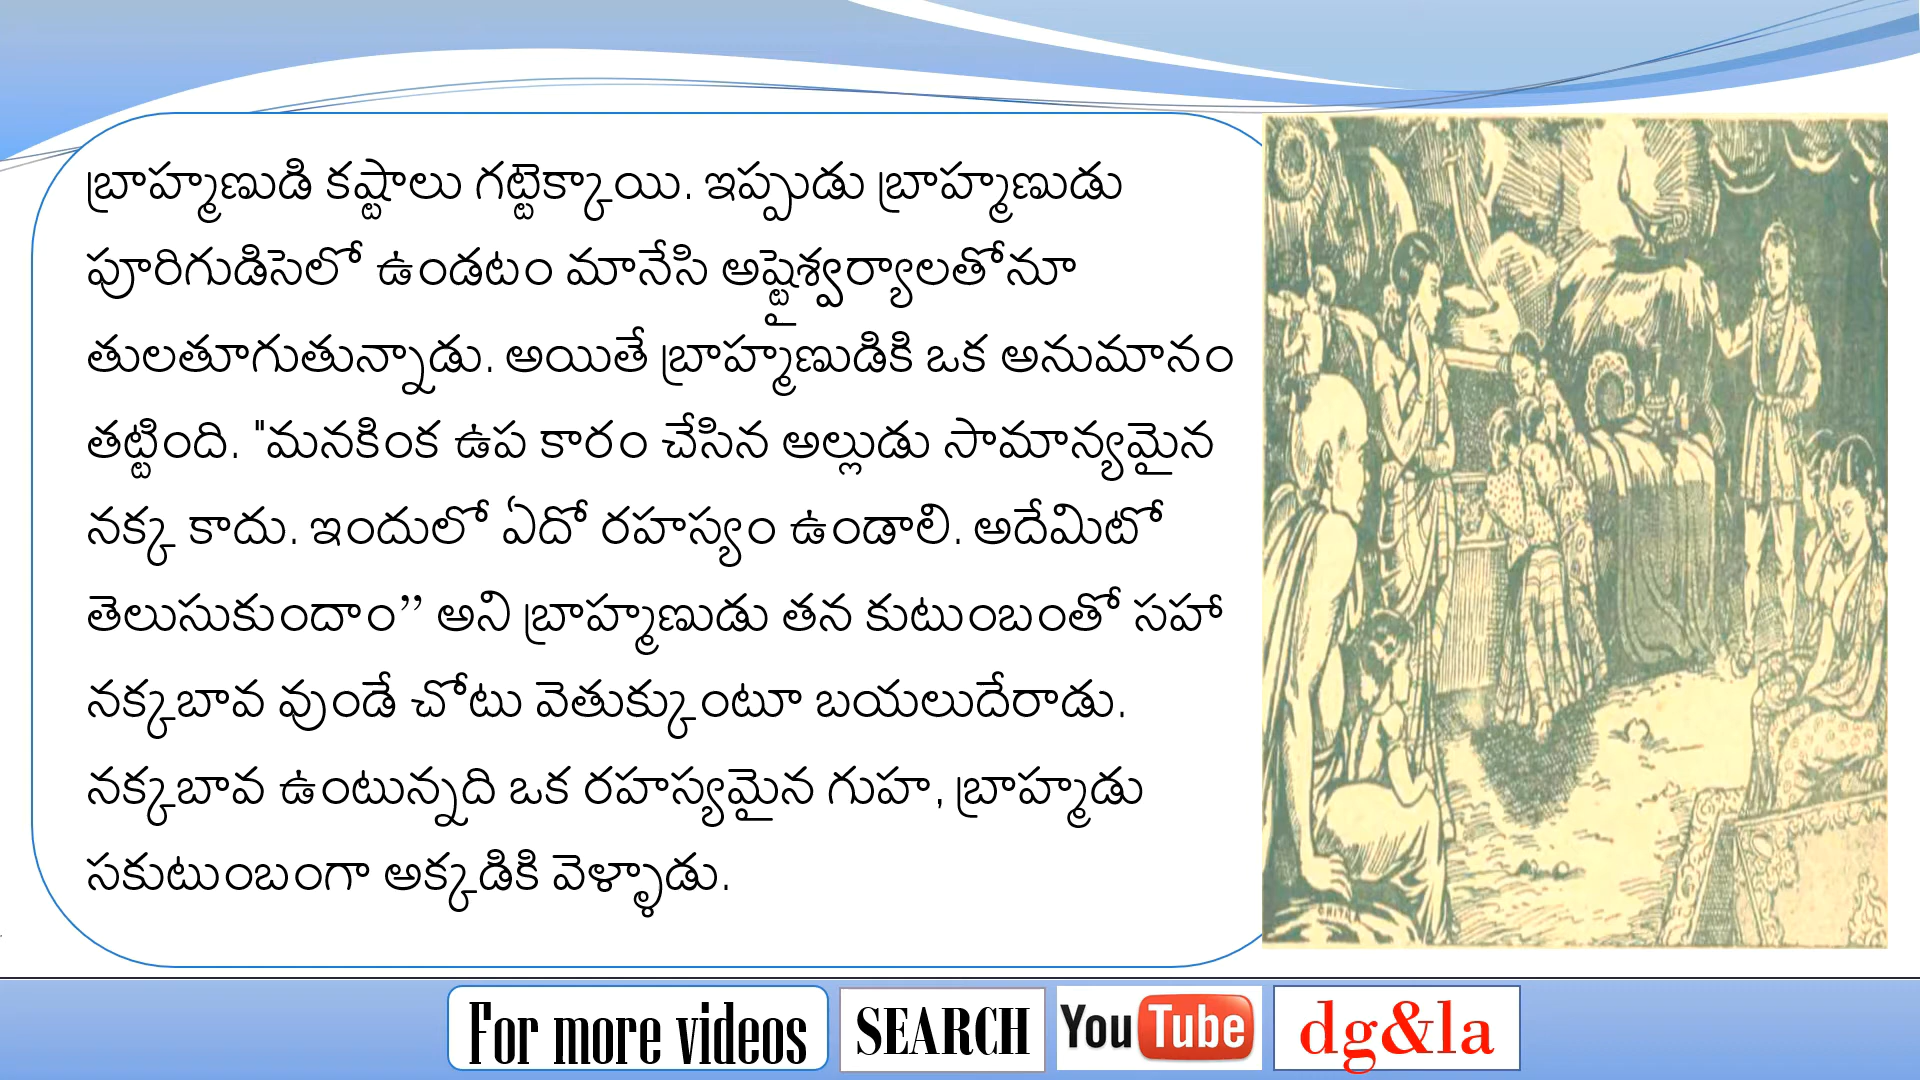 బ్రాహ్మణుడి కష్టాలు గట్టెక్కాయి. ఇప్పుడు బ్రాహ్మణుడు
పూరిగుడిసెలో ఉండటం మానేసి అష్టైశ్వర్యాలతోనూ
తులతూగుతున్నాడు. అయితే బ్రాహ్మణుడికి ఒక అనుమానం
తట్టింది. "మనకింక ఉప కారం చేసిన అల్లుడు సామాన్యమైన
నక్క కాదు. ఇందులో ఏదో రహస్యం ఉండాలి. అదేమిటో
తెలుసుకుందాం’’ అని బ్రాహ్మణుడు తన కుటుంబంతో సహా
నక్కబావ వుండే చోటు వెతుక్కుంటూ బయలుదేరాడు.
నక్కబావ ఉంటున్నది ఒక రహస్యమైన గుహ, బ్రాహ్మడు
సకుటుంబంగా అక్కడికి వెళ్ళాడు.
CHITRA
For more videos SEARCH YouTube dg&la